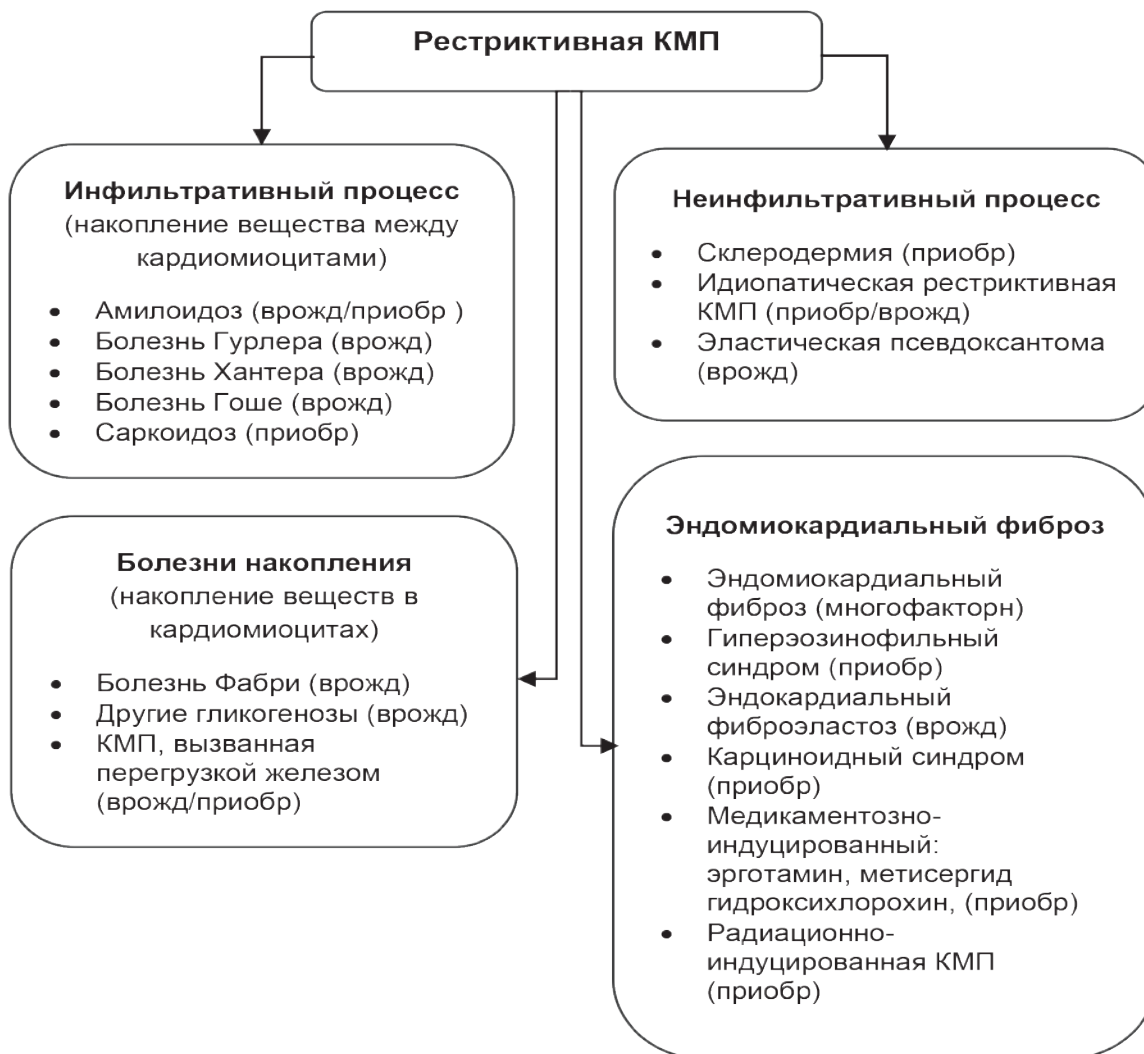 Рестриктивная КМП
Инфильтративный процесс
(накопление вещества между
кардиомиоцитами)
• Амилоидоз (врожд/приобр )
• Болезнь Гурлера (врожд)
• Болезнь Хантера (врожд)
• Болезнь Гоше (врожд)
• Саркоидоз (приобр)
Неинфильтративный процесс
• Склеродермия (приобр)
• Идиопатическая рестриктивная
КМП (приобр/врожд)
• Эластическая псевдоксантома
(врожд)
Болезни накопления
(накопление веществ в
кардиомиоцитах)
• Болезнь Фабри (врожд)
• Другие гликогенозы (врожд)
• КМП, вызванная
перегрузкой железом
(врожд/приобр)
Эндомиокардиальный фиброз
• Эндомиокардиальный
фиброз (многофакторн)
• Гиперэозинофильный
синдром (приобр)
• Эндокардиальный
фиброэластоз (врожд)
• Карциноидный синдром
(приобр)
• Медикаментозно-
индуцированный:
эрготамин, метисергид
гидроксихлорохин, (приобр)
• Радиационно-
индуцированная КМП
(приобр)